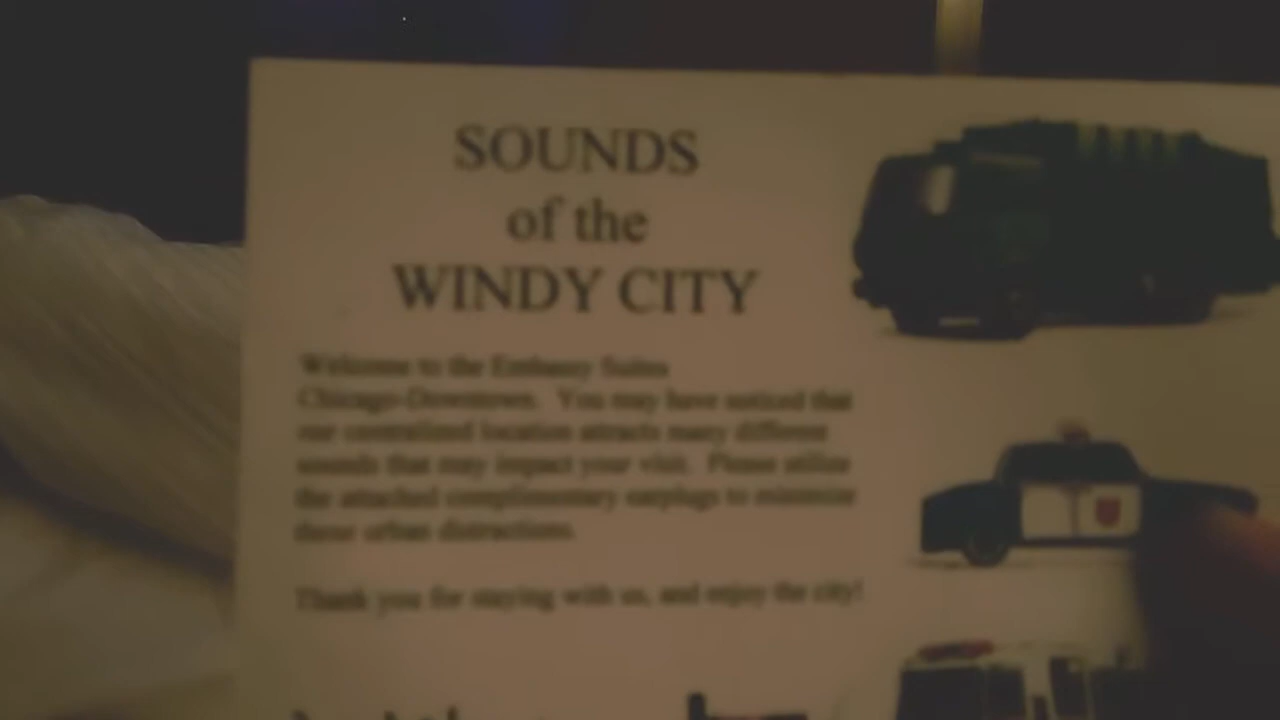 SOUNDS
of the
WINDY CITY
Welcome to the Embassy Suites
Chicago-Downtown. You may have noticed that
our centralized location attracts many different
sounds that may impact your visit. Please utilize
the attached complimentary earplugs to minimize
these urban distractions.
Thank you for staying with us, and enjoy the city!